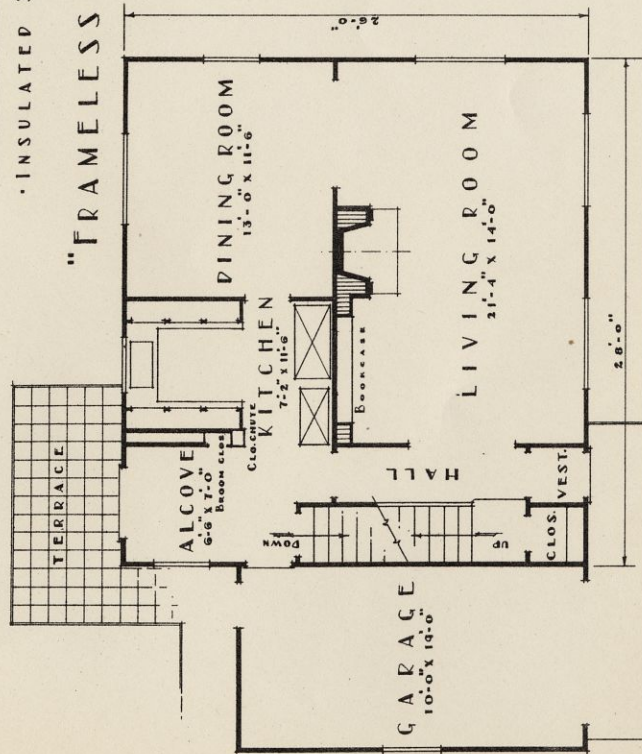 ·INSULATED
"FRAMELESS
26'-0"
DINING ROOM
13'-0" X 11'-6"
LIVING ROOM
21'-4" X 14'-0"
KITCHEN
7'-2" X 11'-6"
BOOKCASE
CLO. CHUTE
BROOM CLOS.
ALCOVE
6'-6" X 7'-0"
TERRACE
HALL
VEST.
CLOS.
DOWN
UP
GARAGE
10'-0" X 19'-0"
28'-0"